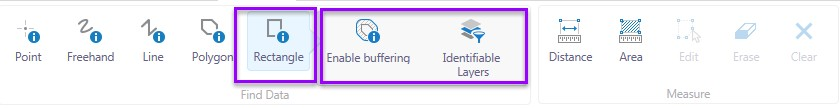 Point Freehand Line Polygon Rectangle Enable buffering Identifiable Distance Area Edit Erase Clear
Layers
Find Data Measure